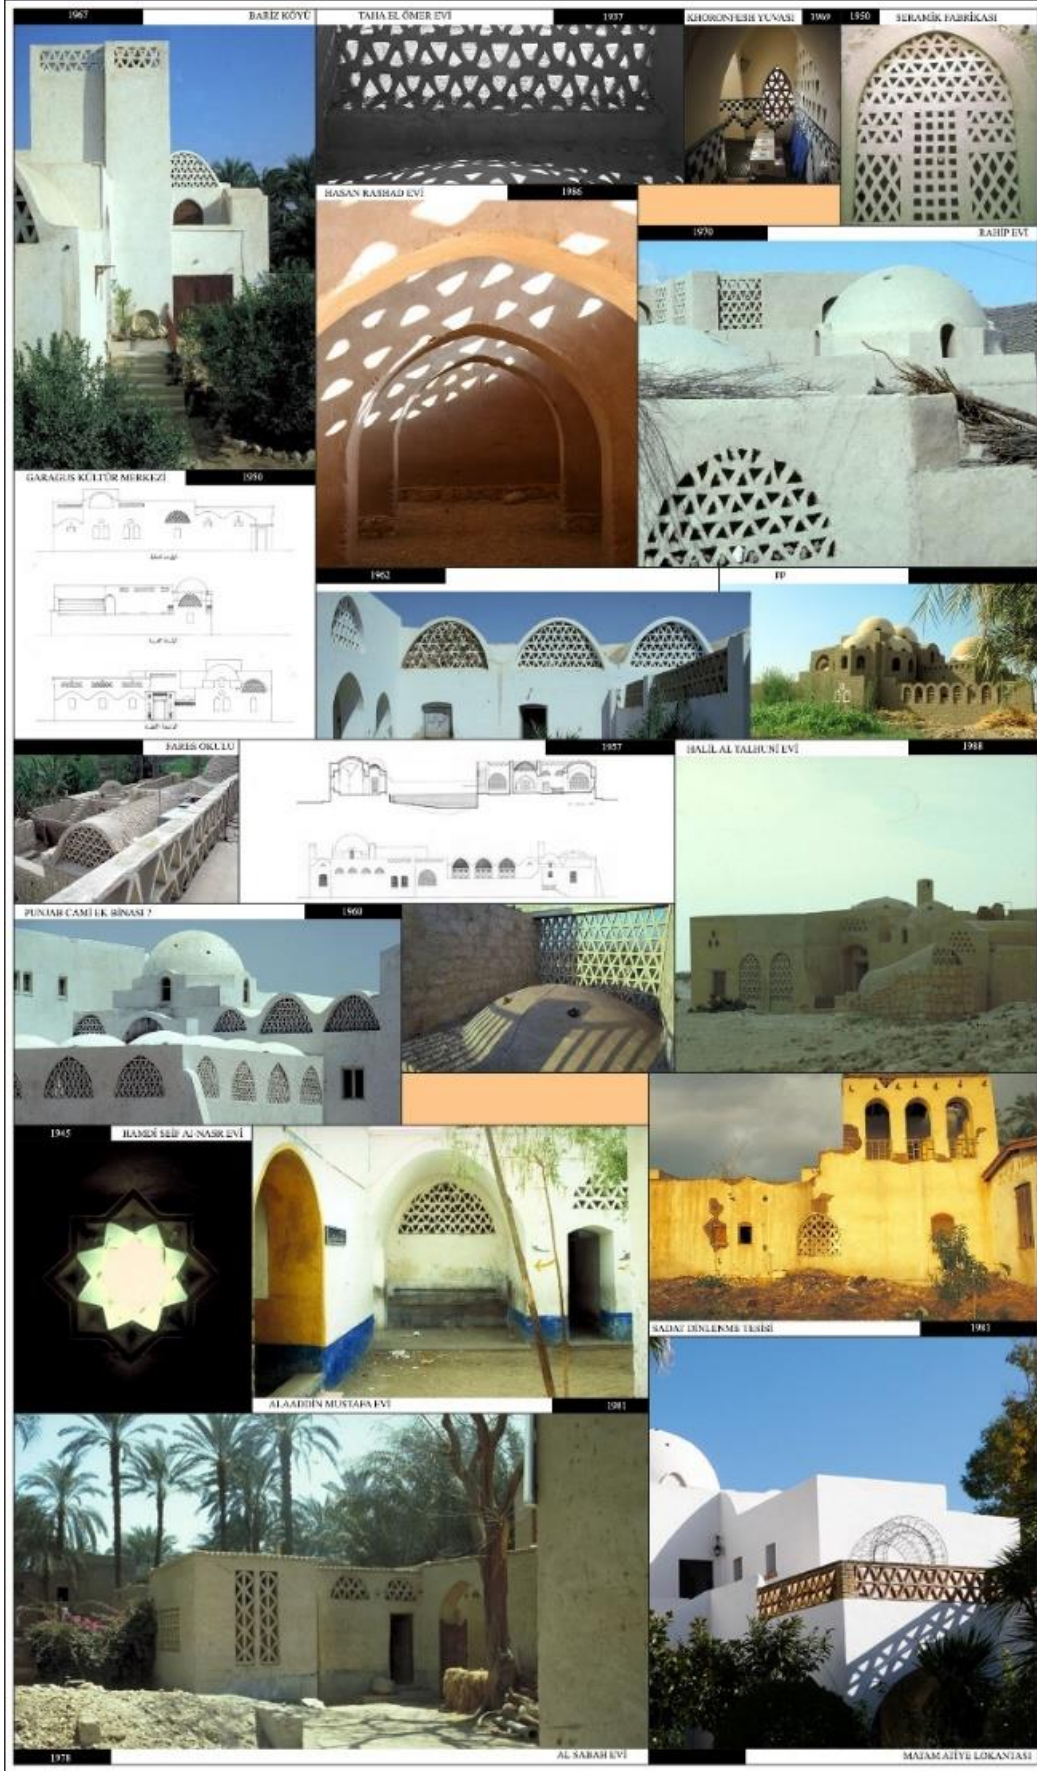 1967
BARİZ KÖYÜ
TAHA EL ÖMER EVİ
1937
KHORONFESH YUVASI
1969
1950
SERAMİK FABRİKASI
HASAN RASHAD EVİ
1986
1970
RAHİP EVİ
GARAGUS KÜLTÜR MERKEZİ
1950
1962
PP
FARES OKULU
1957
HALİL AL TALHUNİ EVİ
1988
PUNJAB CAMİ EK BİNASI ?
1960
1945
HAMDİ SEİF Al-NASR EVİ
SADAT DİNLENME TESİSİ
1983
ALAADDİN MUSTAFA EVİ
1981
1978
AL SABAH EVİ
MATAM ATİYE LOKANTASI